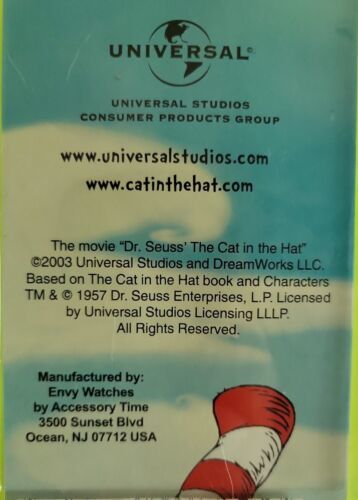 UNIVERSAL©
UNIVERSAL STUDIOS
CONSUMER PRODUCTS GROUP
www.universalstudios.com
www.catinthehat.com
The movie "Dr. Seuss' The Cat in the Hat"
©2003 Universal Studios and DreamWorks LLC.
Based on The Cat in the Hat book and Characters
TM & © 1957 Dr. Seuss Enterprises, L.P. Licensed
by Universal Studios Licensing LLLP.
All Rights Reserved.
Manufactured by:
Envy Watches
by Accessory Time
3500 Sunset Blvd
Ocean, NJ 07712 USA